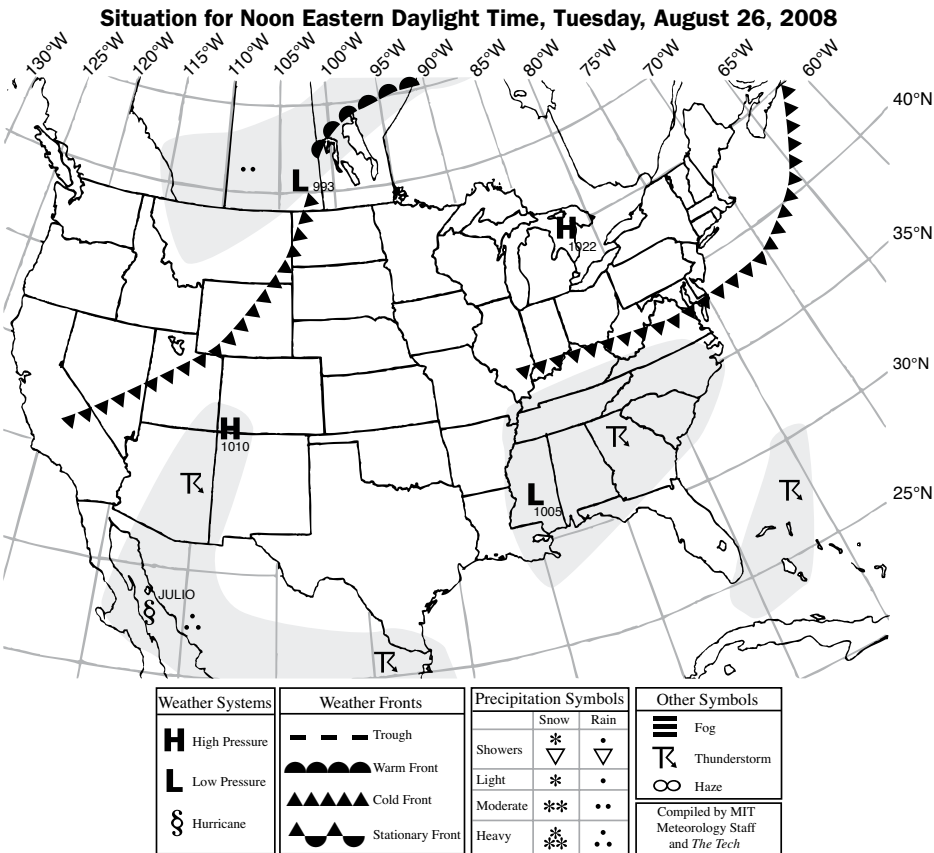 Situation for Noon Eastern Daylight Time, Tuesday, August 26, 2008
130°W 125°W 120°W 115°W 110°W 105°W 100°W 95°W 90°W 85°W 80°W 75°W 70°W 65°W 60°W
40°N
35°N
30°N
25°N
L 993
H 1022
H 1010
L 1005
JULIO
Weather Systems
H High Pressure
L Low Pressure
§ Hurricane
Weather Fronts
Trough
Warm Front
Cold Front
Stationary Front
Precipitation Symbols
Snow Rain
Showers
Light
Moderate
Heavy
Other Symbols
Fog
Thunderstorm
Haze
Compiled by MIT
Meteorology Staff
and The Tech